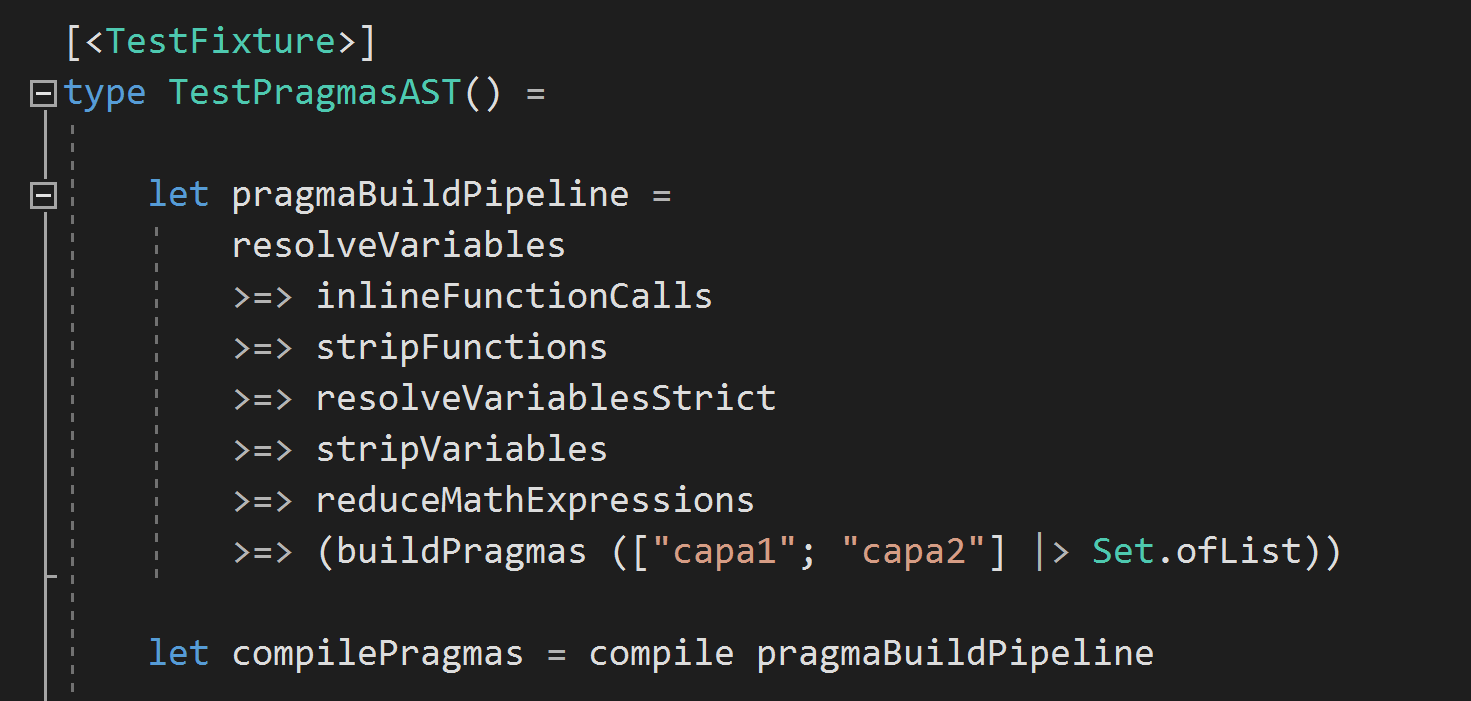 [<TestFixture>]
type TestPragmasAST() =
let pragmaBuildPipeline =
resolveVariables
>=> inlineFunctionCalls
>=> stripFunctions
>=> resolveVariablesStrict
>=> stripVariables
>=> reduceMathExpressions
>=> (buildPragmas (["capa1"; "capa2"] |> Set.ofList))
let compilePragmas = compile pragmaBuildPipeline